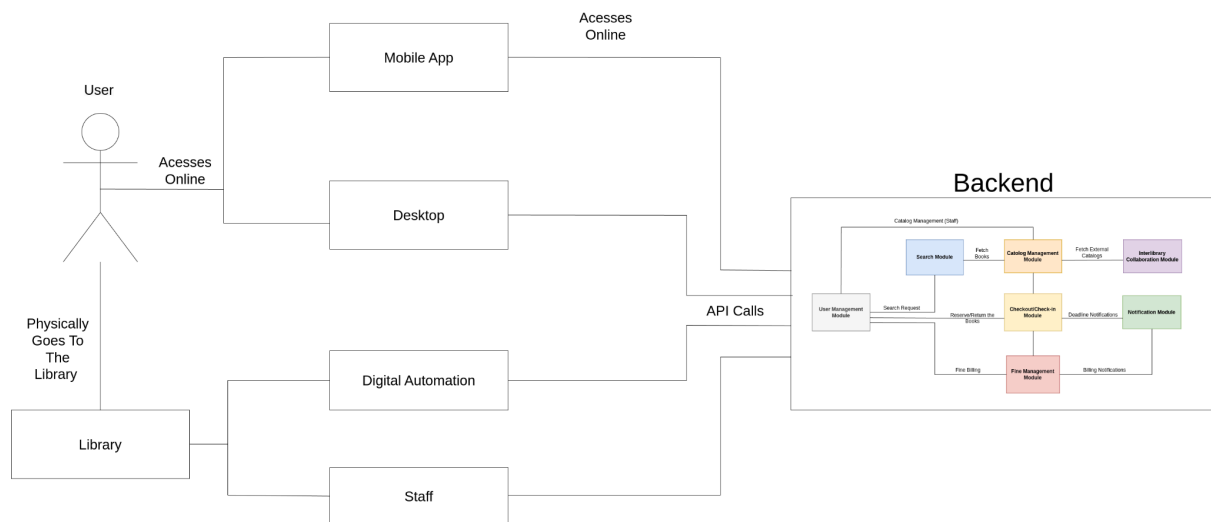 Acesses
Online
Mobile App
User
Acesses
Online
Desktop
Backend
Catalog Management (Staff)
Search Module
Fetch
Books
Catolog Management
Module
Fetch External
Catalogs
Interlibrary
Collaboration Module
User Management
Module
Search Request
Reserve/Return the
Books
Checkout/Check-in
Module
Deadline Notifications
Notification Module
API Calls
Physically
Goes To
The
Library
Digital Automation
Fine Billing
Fine Management
Module
Billing Notifications
Library
Staff